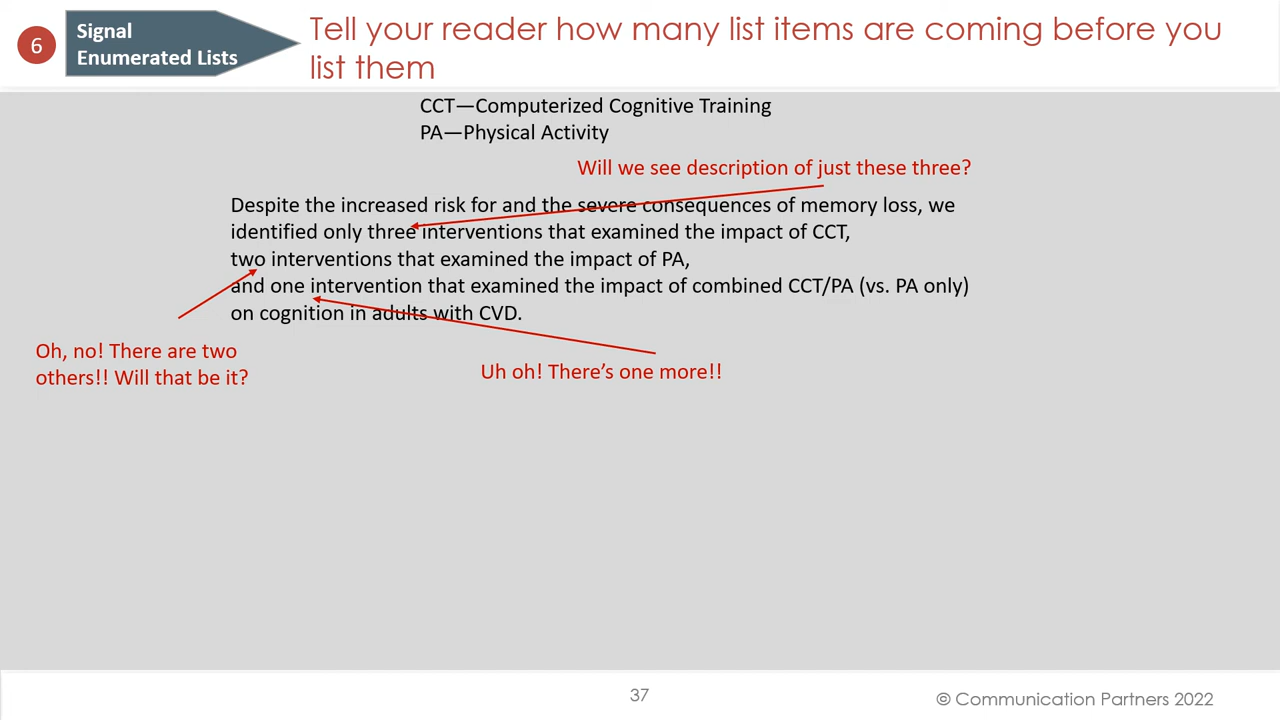 6
Signal
Enumerated Lists
Tell your reader how many list items are coming before you
list them
CCT—Computerized Cognitive Training
PA—Physical Activity
Will we see description of just these three?
Despite the increased risk for and the severe consequences of memory loss, we
identified only three interventions that examined the impact of CCT,
two interventions that examined the impact of PA,
and one intervention that examined the impact of combined CCT/PA (vs. PA only)
on cognition in adults with CVD.
Oh, no! There are two
others!! Will that be it?
Uh oh! There’s one more!!
37
© Communication Partners 2022